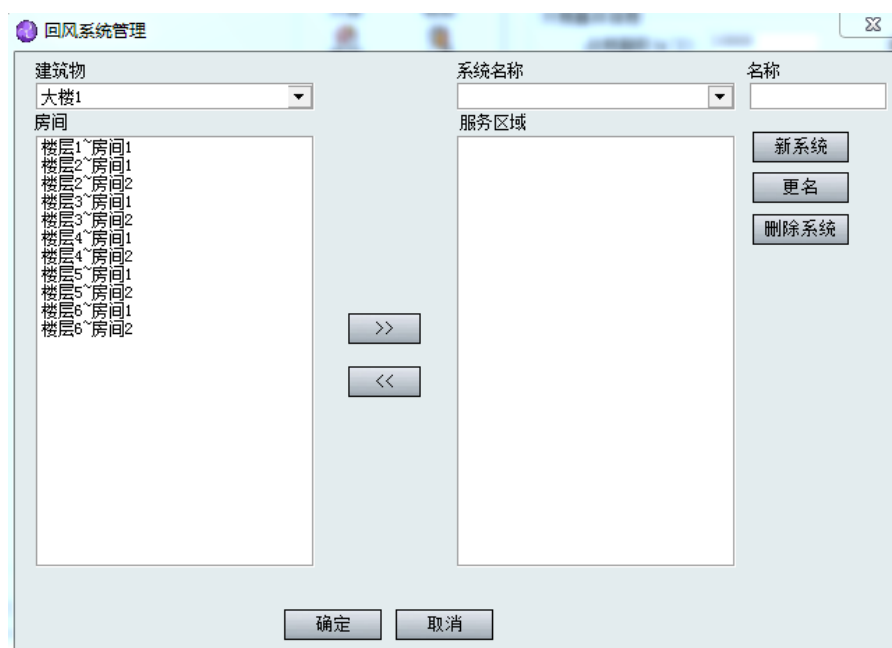 回风系统管理
建筑物
系统名称
名称
大楼1
房间
服务区域
楼层1~房间1
楼层2~房间1
楼层2~房间2
楼层3~房间1
楼层3~房间2
楼层4~房间1
楼层4~房间2
楼层5~房间1
楼层5~房间2
楼层6~房间1
楼层6~房间2
新系统
更名
删除系统
>>
<<
确定
取消